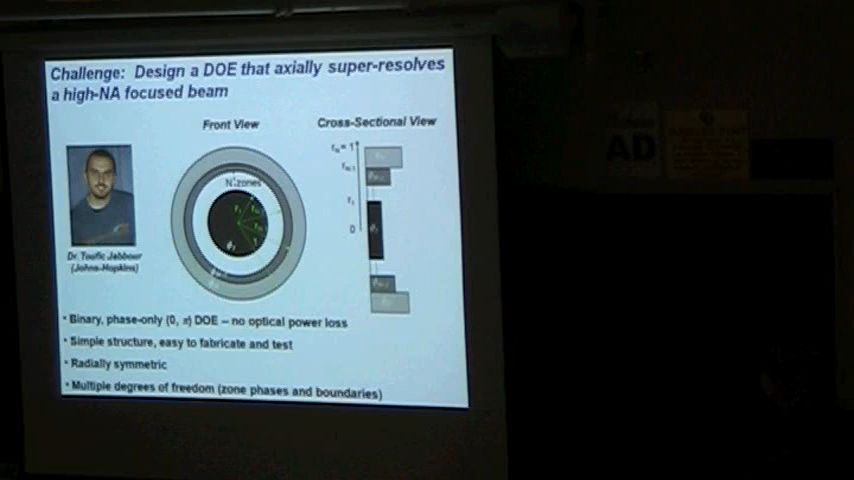 Challenge: Design a DOE that axially super-resolves
a high-NA focused beam
Front View
Cross-Sectional View
N zones
r₁
0
Dr. Toufic Jabbour
(Johns-Hopkins)
• Binary, phase-only (0, π) DOE – no optical power loss
• Simple structure, easy to fabricate and test
• Radially symmetric
• Multiple degrees of freedom (zone phases and boundaries)
AD